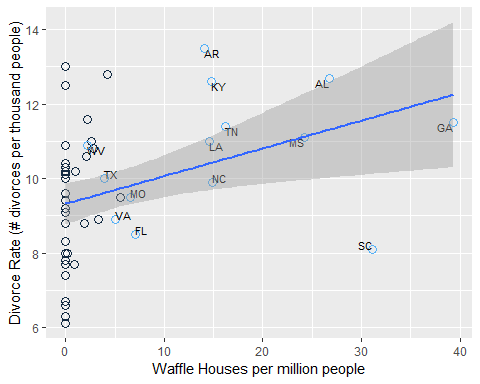 Divorce Rate (# divorces per thousand people)
14
12
10
8
6
AR
KY
AL
TN
GA
LA
MS
WV
TX
NC
MO
VA
FL
SC
0
10
20
30
40
Waffle Houses per million people